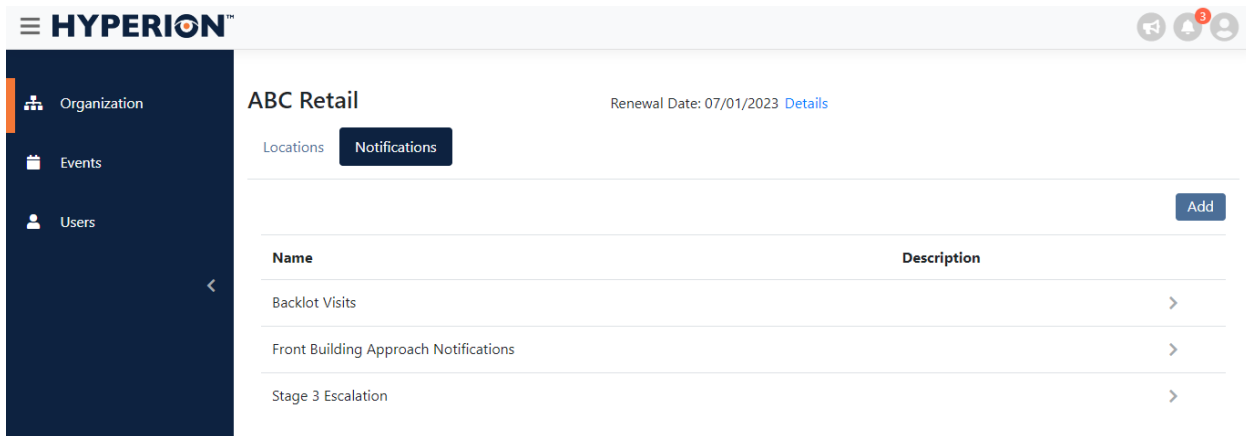 HYPERION™
3
Organization
Events
Users
ABC Retail
Renewal Date: 07/01/2023 Details
Locations Notifications
Add
Name Description
Backlot Visits
Front Building Approach Notifications
Stage 3 Escalation